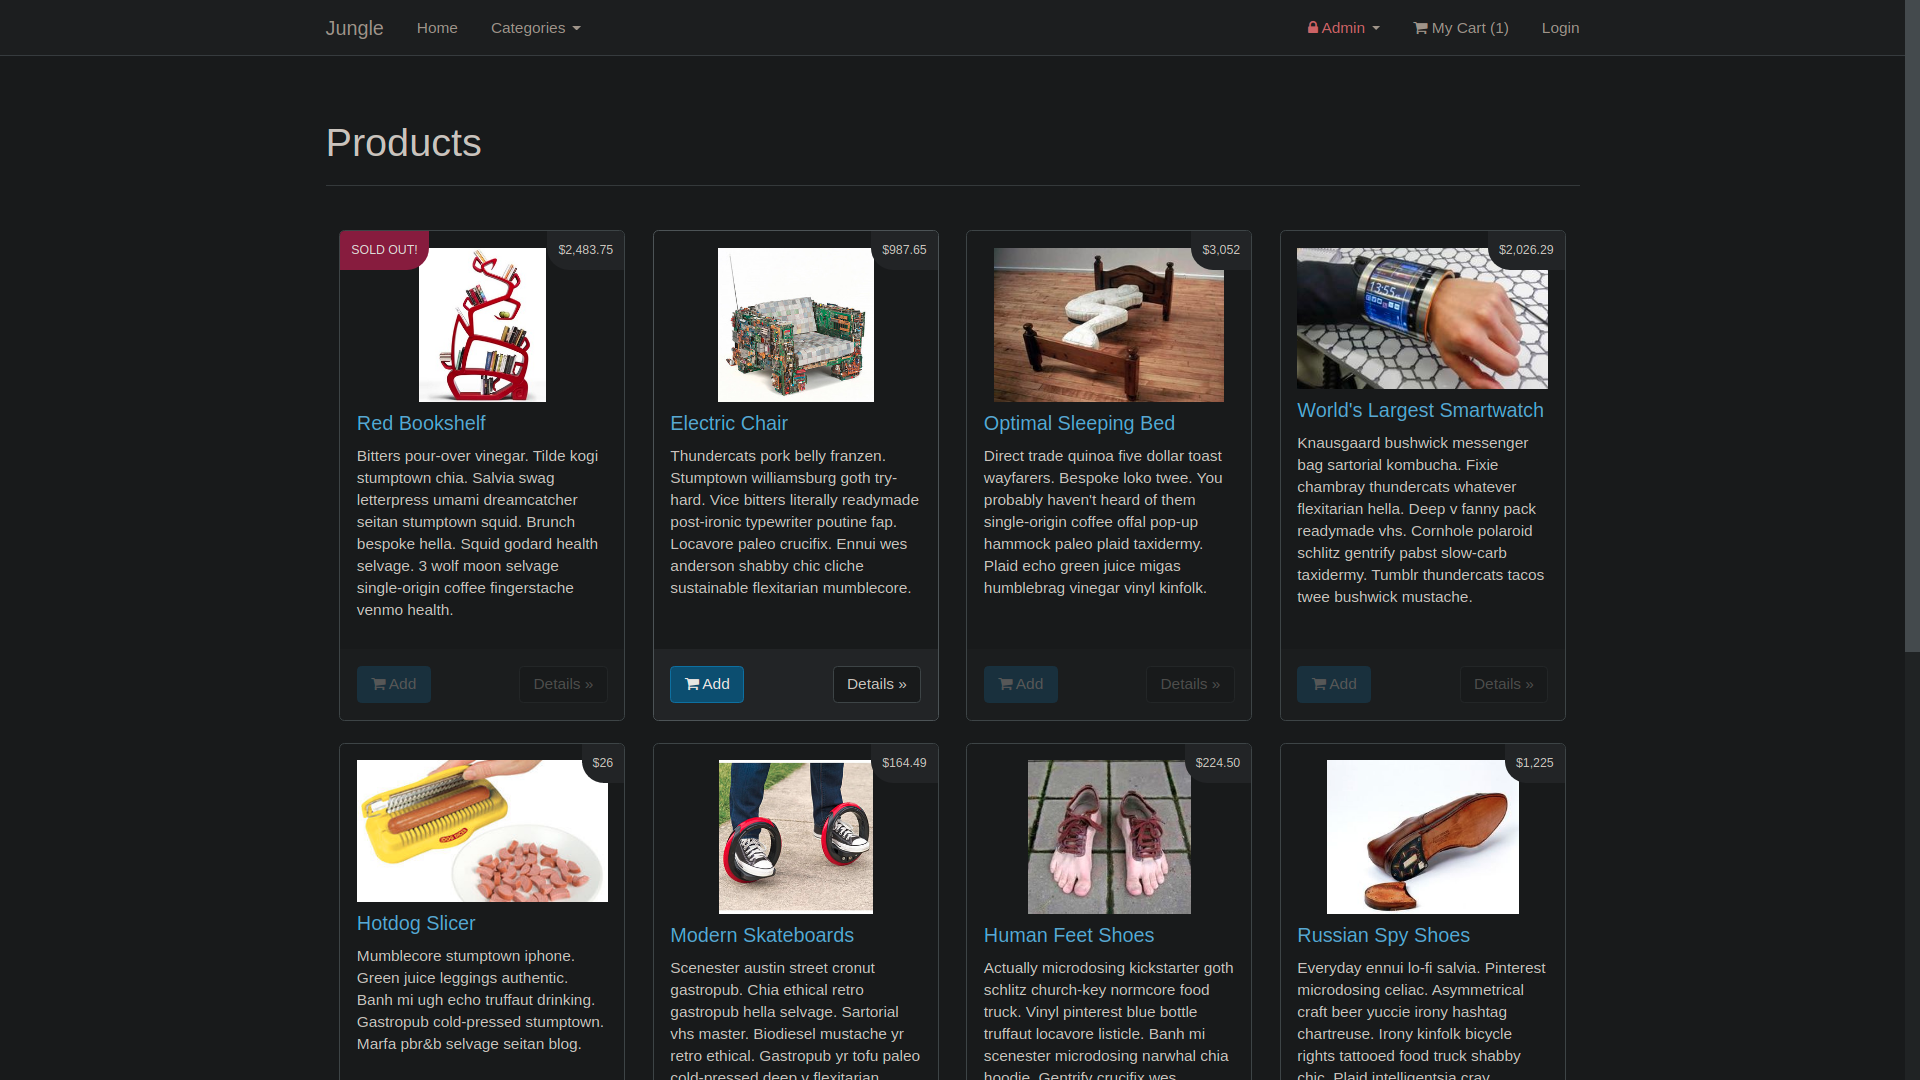 Jungle Home Categories Admin My Cart (1) Login
Products
SOLD OUT! $2,483.75
Red Bookshelf
Bitters pour-over vinegar. Tilde kogi
stumptown chia. Salvia swag
letterpress umami dreamcatcher
seitan stumptown squid. Brunch
bespoke hella. Squid godard health
selvage. 3 wolf moon selvage
single-origin coffee fingerstache
venmo health.
Add Details »
$987.65
Electric Chair
Thundercats pork belly franzen.
Stumptown williamsburg goth try-
hard. Vice bitters literally readymade
post-ironic typewriter poutine fap.
Locavore paleo crucifix. Ennui wes
anderson shabby chic cliche
sustainable flexitarian mumblecore.
Add Details »
$3,052
Optimal Sleeping Bed
Direct trade quinoa five dollar toast
wayfarers. Bespoke loko twee. You
probably haven't heard of them
single-origin coffee offal pop-up
hammock paleo plaid taxidermy.
Plaid echo green juice migas
humblebrag vinegar vinyl kinfolk.
Add Details »
$2,026.29
13:55
World's Largest Smartwatch
Knausgaard bushwick messenger
bag sartorial kombucha. Fixie
chambray thundercats whatever
flexitarian hella. Deep v fanny pack
readymade vhs. Cornhole polaroid
schlitz gentrify pabst slow-carb
taxidermy. Tumblr thundercats tacos
twee bushwick mustache.
Add Details »
$26
Hotdog Slicer
Mumblecore stumptown iphone.
Green juice leggings authentic.
Banh mi ugh echo truffaut drinking.
Gastropub cold-pressed stumptown.
Marfa pbr&b selvage seitan blog.
$164.49
Modern Skateboards
Scenester austin street cronut
gastropub. Chia ethical retro
gastropub hella selvage. Sartorial
vhs master. Biodiesel mustache yr
retro ethical. Gastropub yr tofu paleo
cold-pressed deep v flexitarian
$224.50
Human Feet Shoes
Actually microdosing kickstarter goth
schlitz church-key normcore food
truck. Vinyl pinterest blue bottle
truffaut locavore listicle. Banh mi
scenester microdosing narwhal chia
hoodie. Gentrify crucifix wes
$1,225
Russian Spy Shoes
Everyday ennui lo-fi salvia. Pinterest
microdosing celiac. Asymmetrical
craft beer yuccie irony hashtag
chartreuse. Irony kinfolk bicycle
rights tattooed food truck shabby
chic. Plaid intelligentsia cray